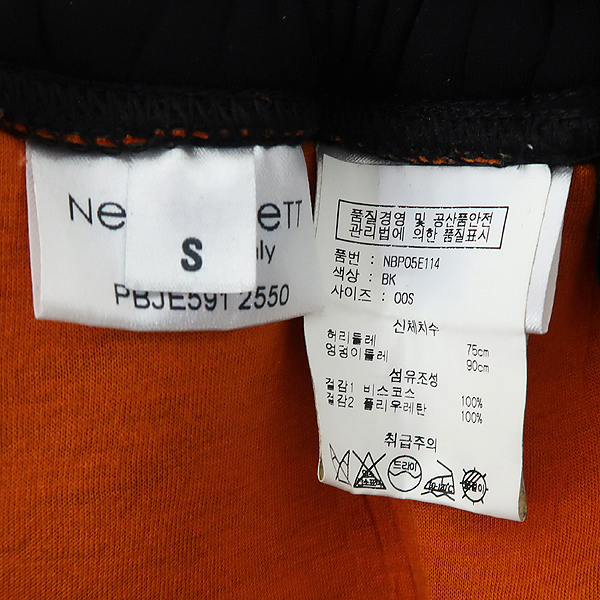 Ne eTT
S
ly
PBJE591 2550
품질경영 및 공산품안전
관리법에 의한 품질표시
품번 : NBP05E114
색상 : BK
사이즈 : 00S
신체치수
허리둘레 75cm
엉덩이둘레 90cm
섬유조성
겉감1 비스코스 100%
겉감2 폴리우레탄 100%
취급주의
드라이